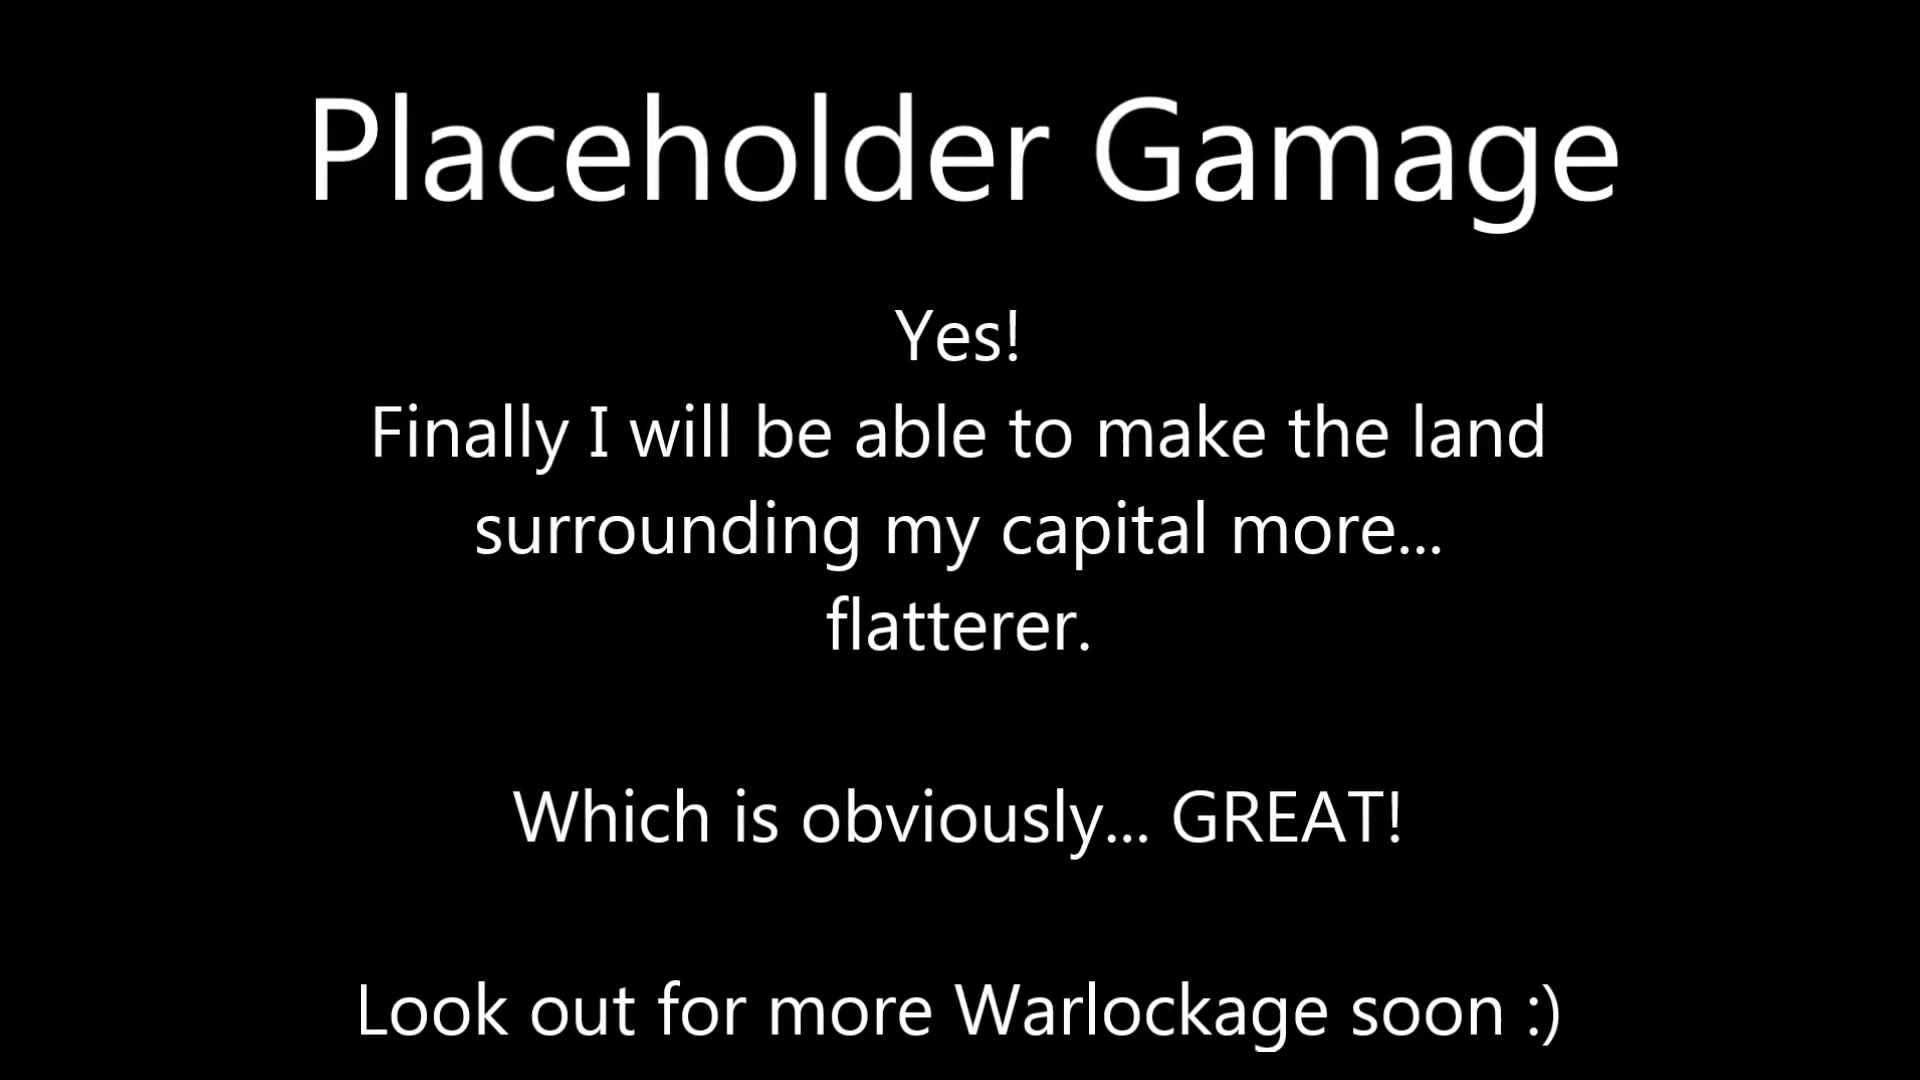 Placeholder Gamage
Yes!
Finally I will be able to make the land
surrounding my capital more...
flatterer.
Which is obviously... GREAT!
Look out for more Warlockage soon :)